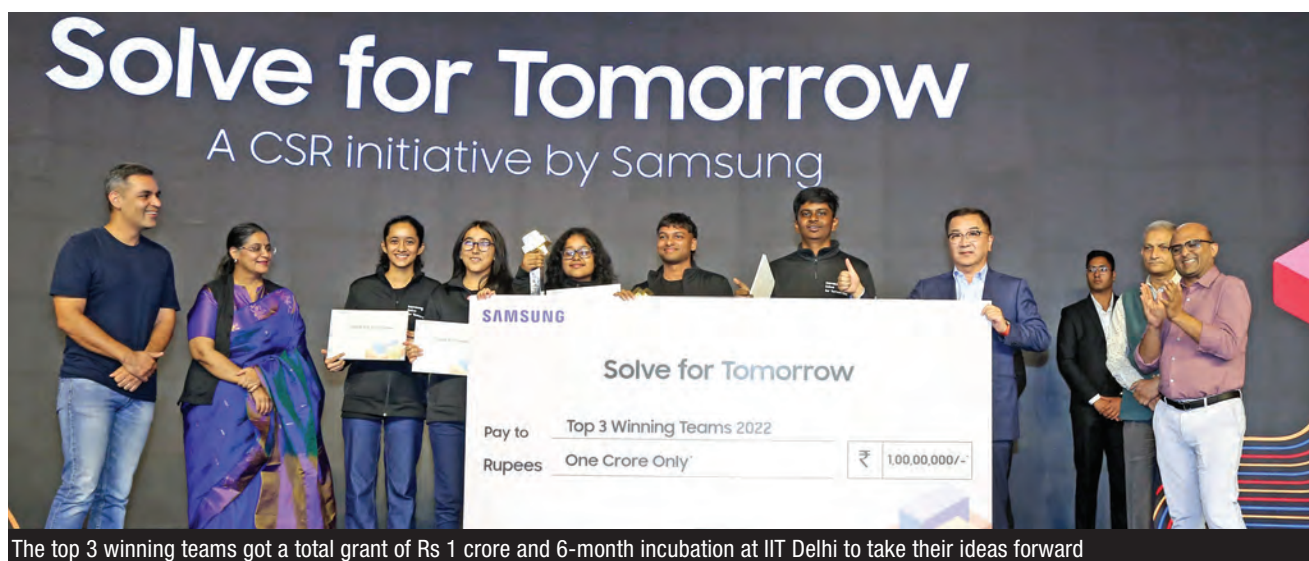 Solve for Tomorrow
A CSR initiative by Samsung
SAMSUNG
Solve for Tomorrow
Pay to Top 3 Winning Teams 2022
Rupees One Crore Only* ₹ 1,00,00,000/-
The top 3 winning teams got a total grant of Rs 1 crore and 6-month incubation at IIT Delhi to take their ideas forward